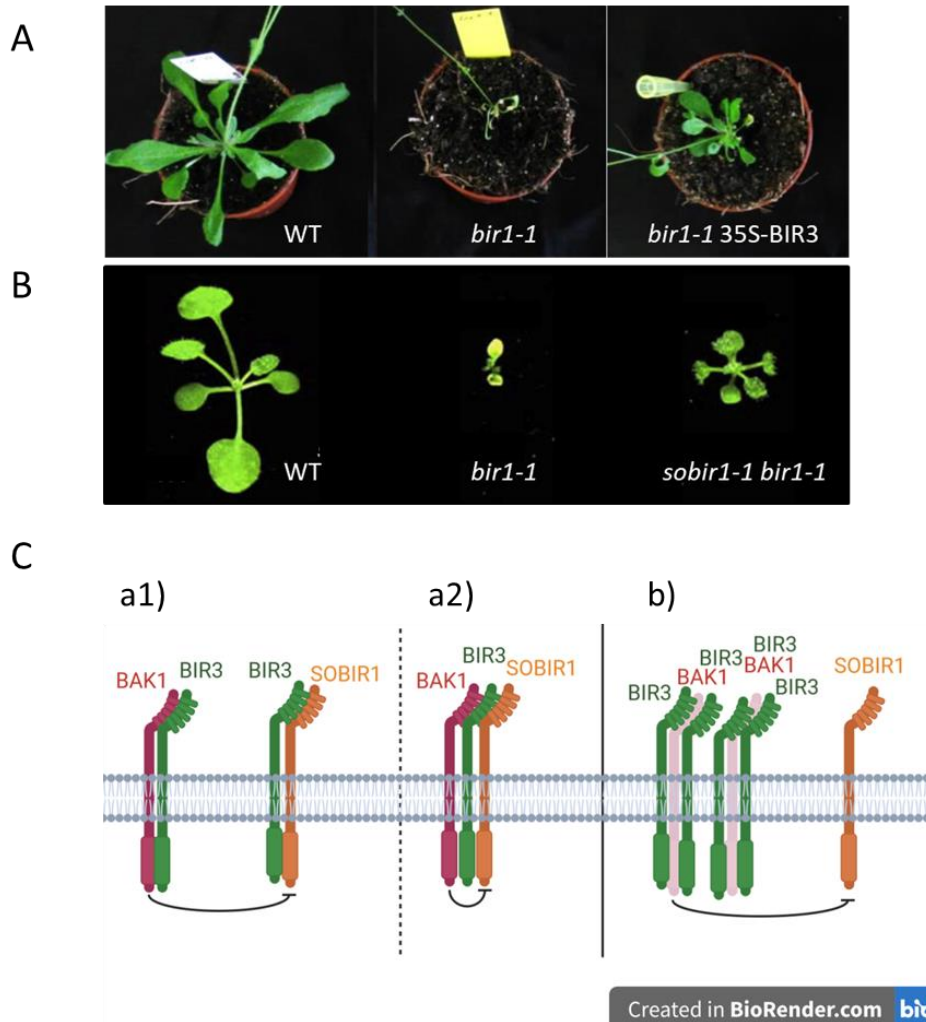 A
WT
bir1-1
bir1-1 35S-BIR3
B
WT
bir1-1
sobir1-1 bir1-1
C
a1)
a2)
b)
BAK1
BIR3
BIR3
SOBIR1
BAK1
BIR3
SOBIR1
BIR3
BAK1
BIR3
BIR3
BAK1
BIR3
SOBIR1
Created in BioRender.com
bio